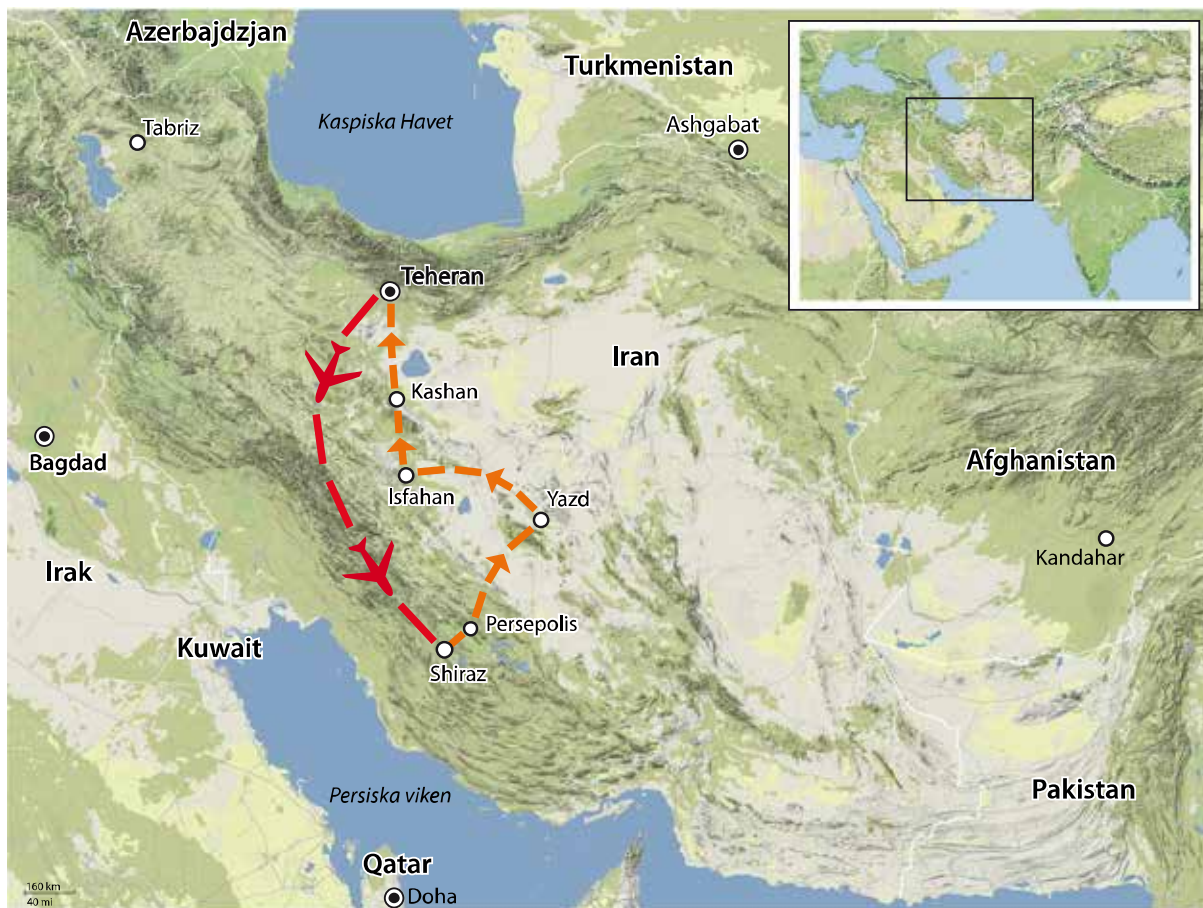 Azerbajdzjan
Turkmenistan
Tabriz
Kaspiska Havet
Ashgabat
Teheran
Iran
Kashan
Bagdad
Afghanistan
Isfahan
Yazd
Kandahar
Irak
Persepolis
Kuwait
Shiraz
Persiska viken
Pakistan
Qatar
Doha
160 km
40 mi